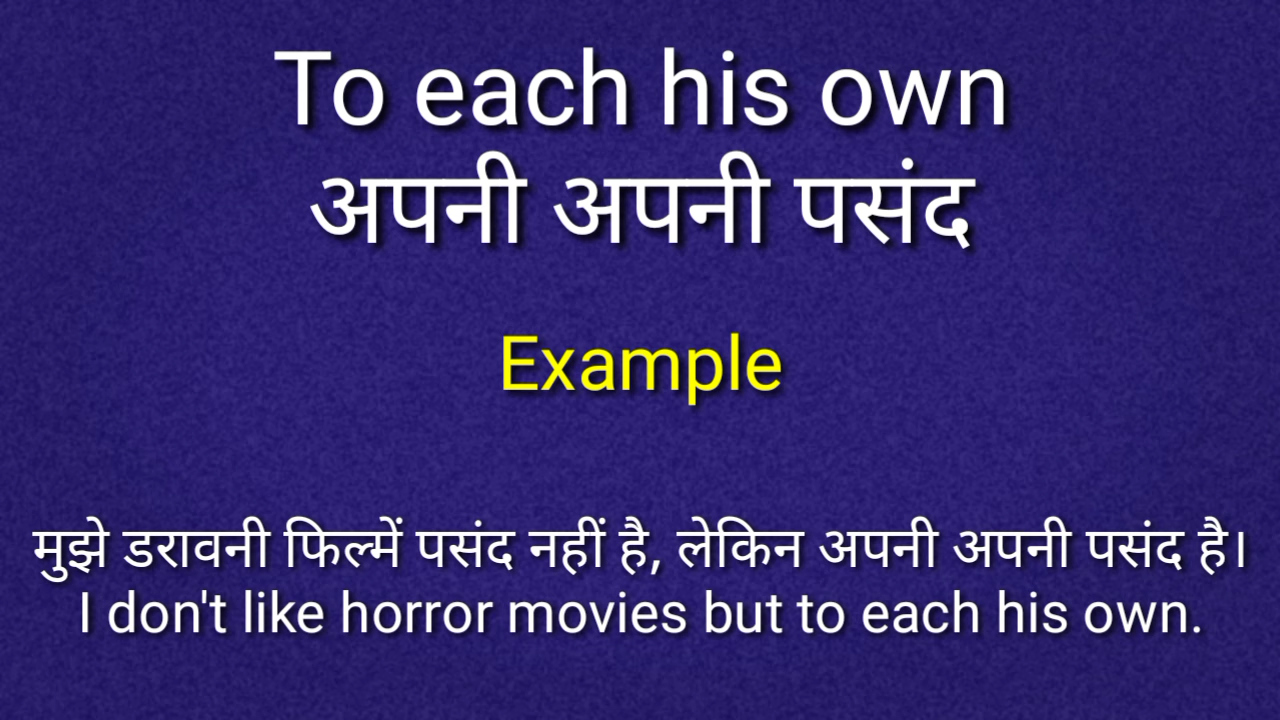 To each his own
अपनी अपनी पसंद
Example
मुझे डरावनी फिल्में पसंद नहीं है, लेकिन अपनी अपनी पसंद है।
I don't like horror movies but to each his own.